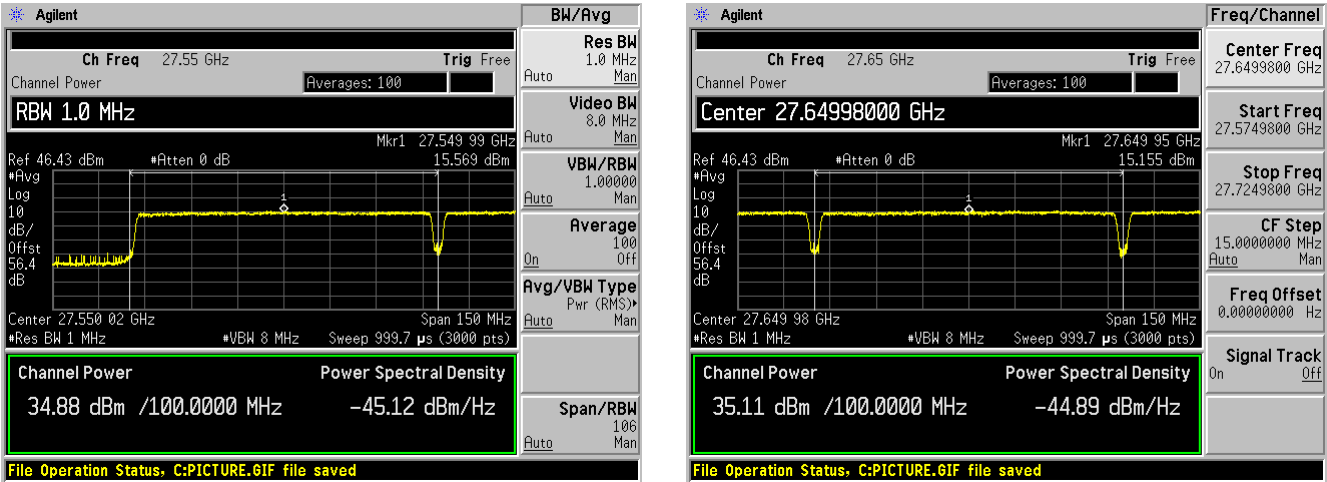 Agilent
BW/Avg
Ch Freq 27.55 GHz Trig Free
Channel Power Averages: 100
RBW 1.0 MHz
Mkr1 27.549 99 GHz
Ref 46.43 dBm #Atten 0 dB 15.569 dBm
#Avg
Log
10
dB/
Offst
56.4
dB
1
Center 27.550 02 GHz Span 150 MHz
#Res BW 1 MHz #VBW 8 MHz Sweep 999.7 µs (3000 pts)
Channel Power Power Spectral Density
34.88 dBm /100.0000 MHz -45.12 dBm/Hz
File Operation Status, C:PICTURE.GIF file saved
Res BW
1.0 MHz
Auto Man
Video BW
8.0 MHz
Auto Man
VBW/RBW
1.00000
Auto Man
Average
100
On Off
Avg/VBW Type
Pwr (RMS)▸
Auto Man
Span/RBW
106
Auto Man
Agilent
Freq/Channel
Ch Freq 27.65 GHz Trig Free
Channel Power Averages: 100
Center 27.64998000 GHz
Mkr1 27.649 95 GHz
Ref 46.43 dBm #Atten 0 dB 15.155 dBm
#Avg
Log
10
dB/
Offst
56.4
dB
1
Center 27.649 98 GHz Span 150 MHz
#Res BW 1 MHz #VBW 8 MHz Sweep 999.7 µs (3000 pts)
Channel Power Power Spectral Density
35.11 dBm /100.0000 MHz -44.89 dBm/Hz
File Operation Status, C:PICTURE.GIF file saved
Center Freq
27.6499800 GHz
Start Freq
27.5749800 GHz
Stop Freq
27.7249800 GHz
CF Step
15.0000000 MHz
Auto Man
Freq Offset
0.00000000 Hz
Signal Track
On Off